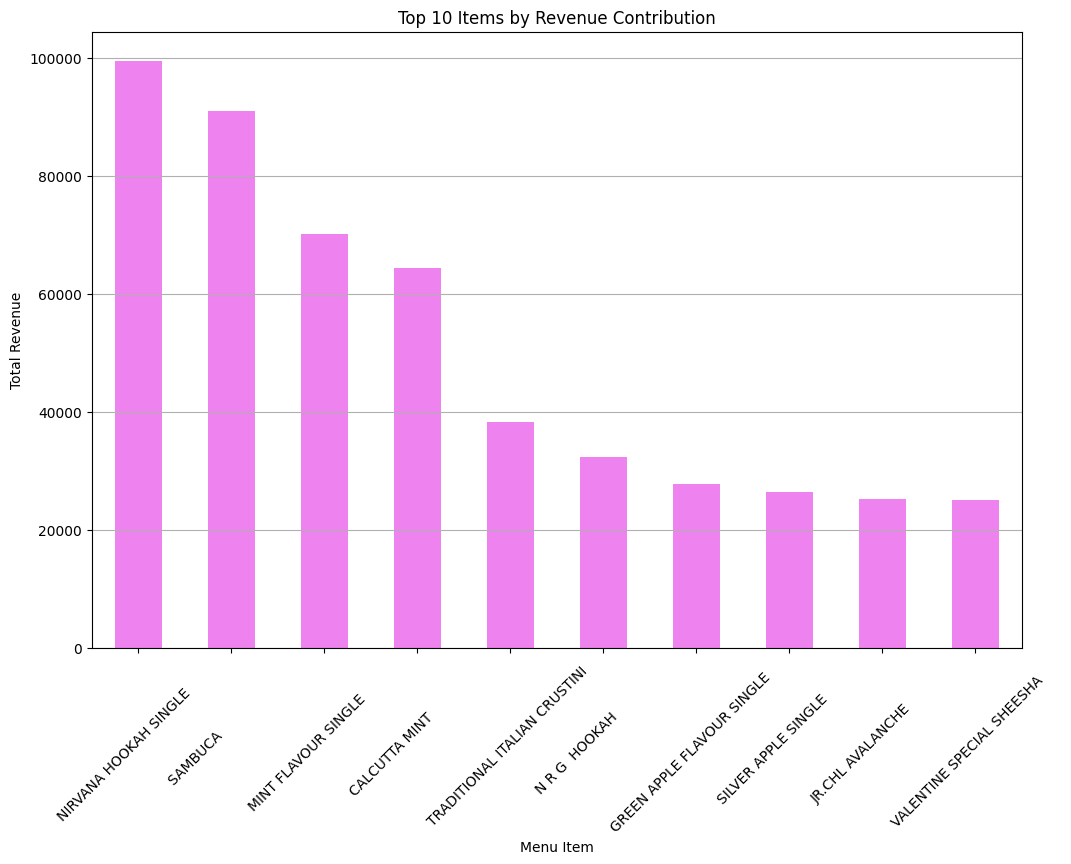 Top 10 Items by Revenue Contribution
Total Revenue
100000
80000
60000
40000
20000
0
NIRVANA HOOKAH SINGLE
SAMBUCA
MINT FLAVOUR SINGLE
CALCUTTA MINT
TRADITIONAL ITALIAN CRUSTINI
N R G  HOOKAH
GREEN APPLE FLAVOUR SINGLE
SILVER APPLE SINGLE
JR.CHL AVALANCHE
VALENTINE SPECIAL SHEESHA
Menu Item